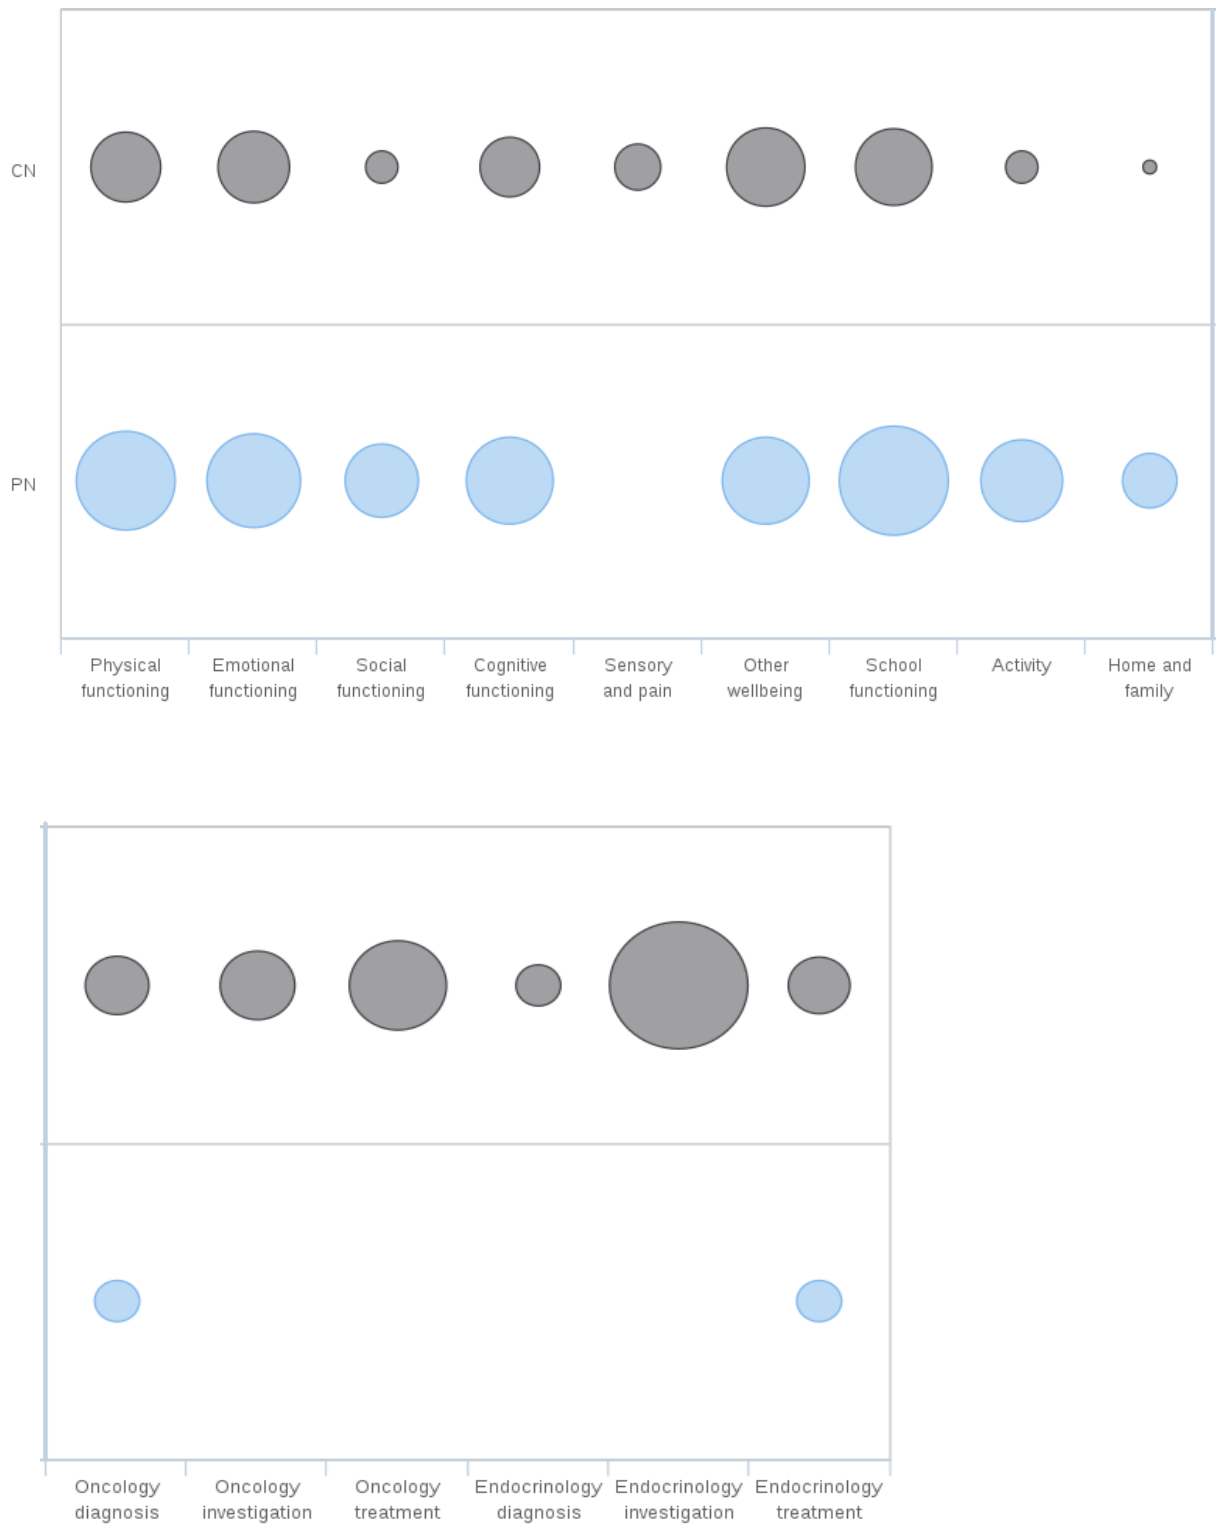 CN
PN
Physical Emotional Social Cognitive Sensory Other School Activity Home and
functioning functioning functioning functioning and pain wellbeing functioning family
Oncology Oncology Oncology Endocrinology Endocrinology Endocrinology
diagnosis investigation treatment diagnosis investigation treatment